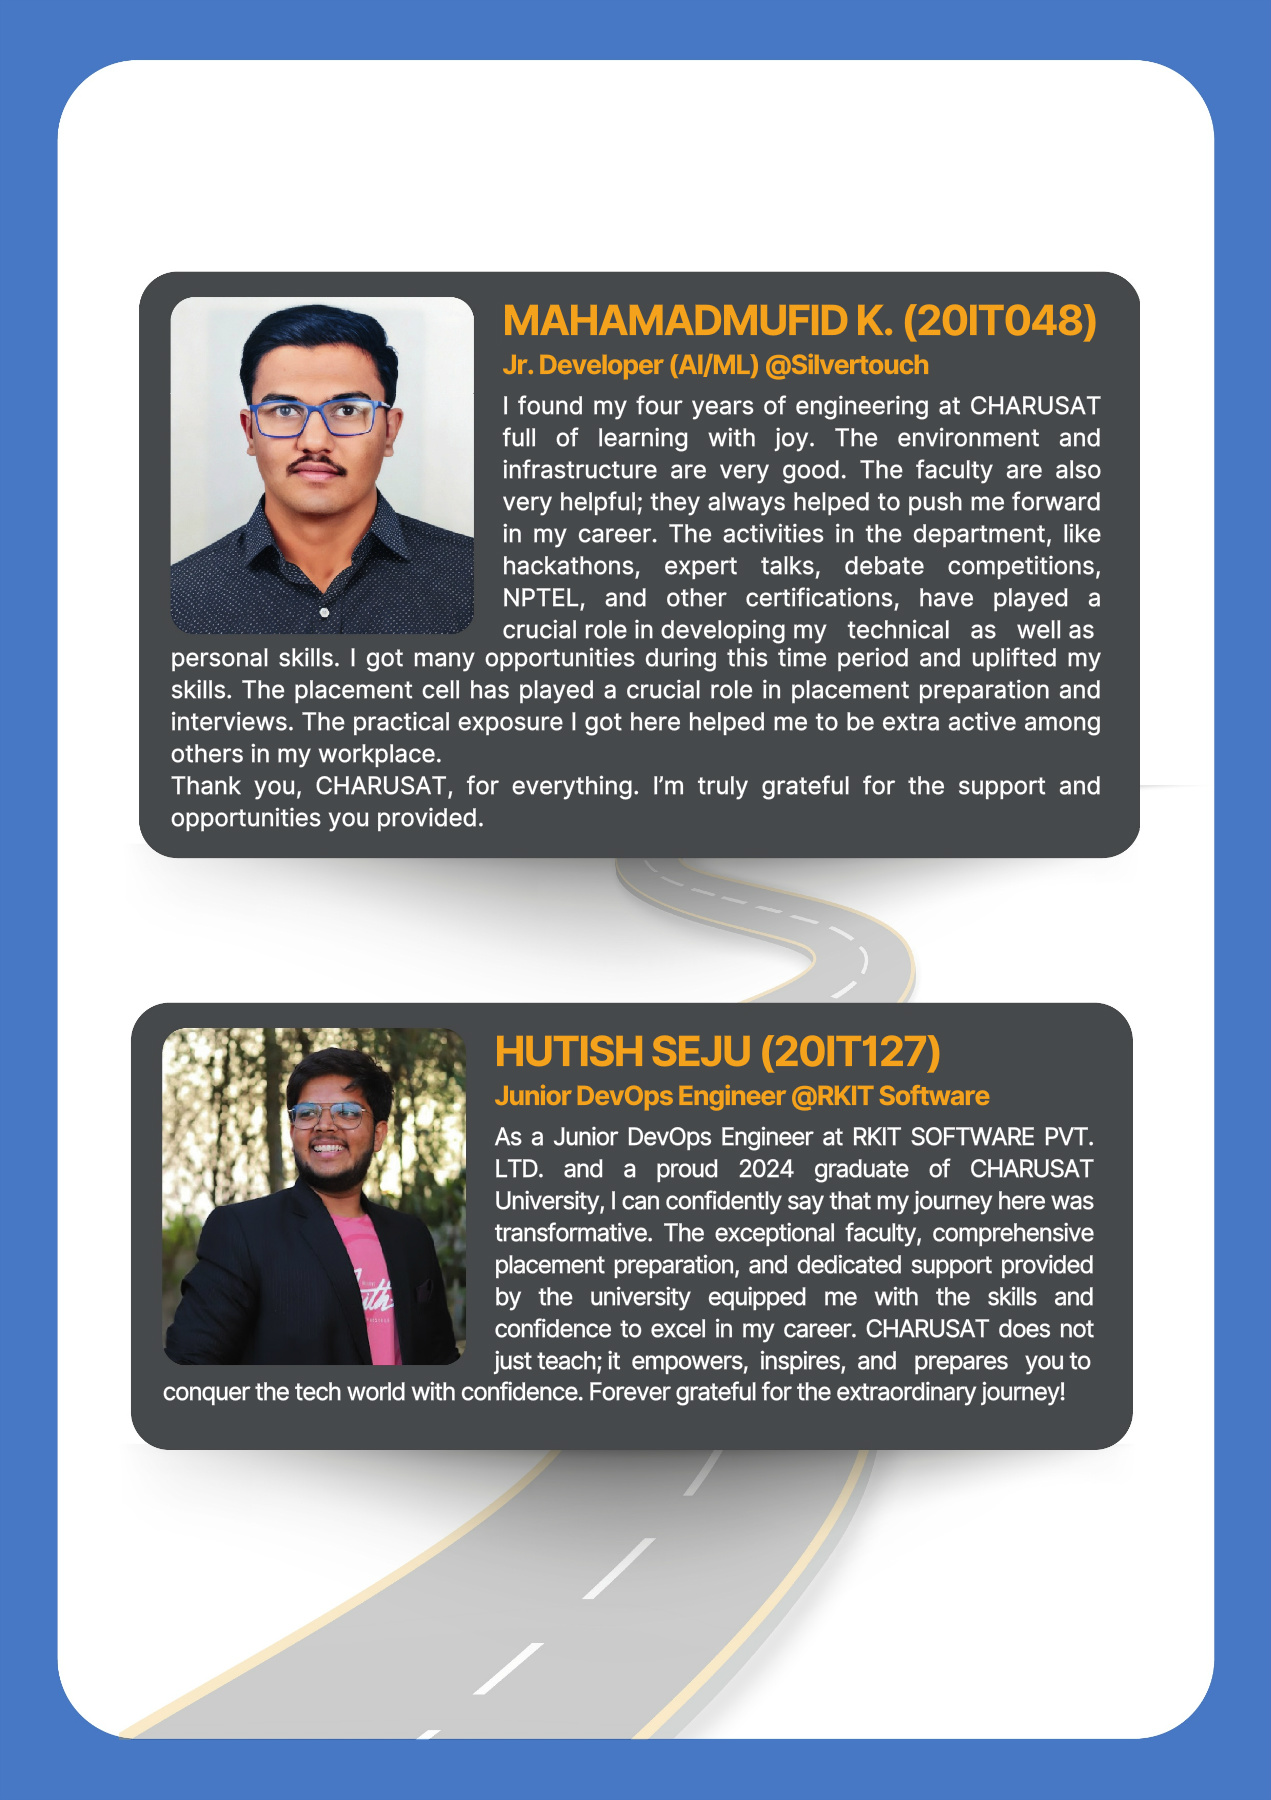 MAHAMADMUFID K. (20IT048)
Jr. Developer (AI/ML) @Silvertouch
I found my four years of engineering at CHARUSAT
full of learning with joy. The environment and
infrastructure are very good. The faculty are also
very helpful; they always helped to push me forward
in my career. The activities in the department, like
hackathons, expert talks, debate competitions,
NPTEL, and other certifications, have played a
crucial role in developing my technical as well as
personal skills. I got many opportunities during this time period and uplifted my
skills. The placement cell has played a crucial role in placement preparation and
interviews. The practical exposure I got here helped me to be extra active among
others in my workplace.
Thank you, CHARUSAT, for everything. I’m truly grateful for the support and
opportunities you provided.
HUTISH SEJU (20IT127)
Junior DevOps Engineer @RKIT Software
As a Junior DevOps Engineer at RKIT SOFTWARE PVT.
LTD. and a proud 2024 graduate of CHARUSAT
University, I can confidently say that my journey here was
transformative. The exceptional faculty, comprehensive
placement preparation, and dedicated support provided
by the university equipped me with the skills and
confidence to excel in my career. CHARUSAT does not
just teach; it empowers, inspires, and prepares you to
conquer the tech world with confidence. Forever grateful for the extraordinary journey!